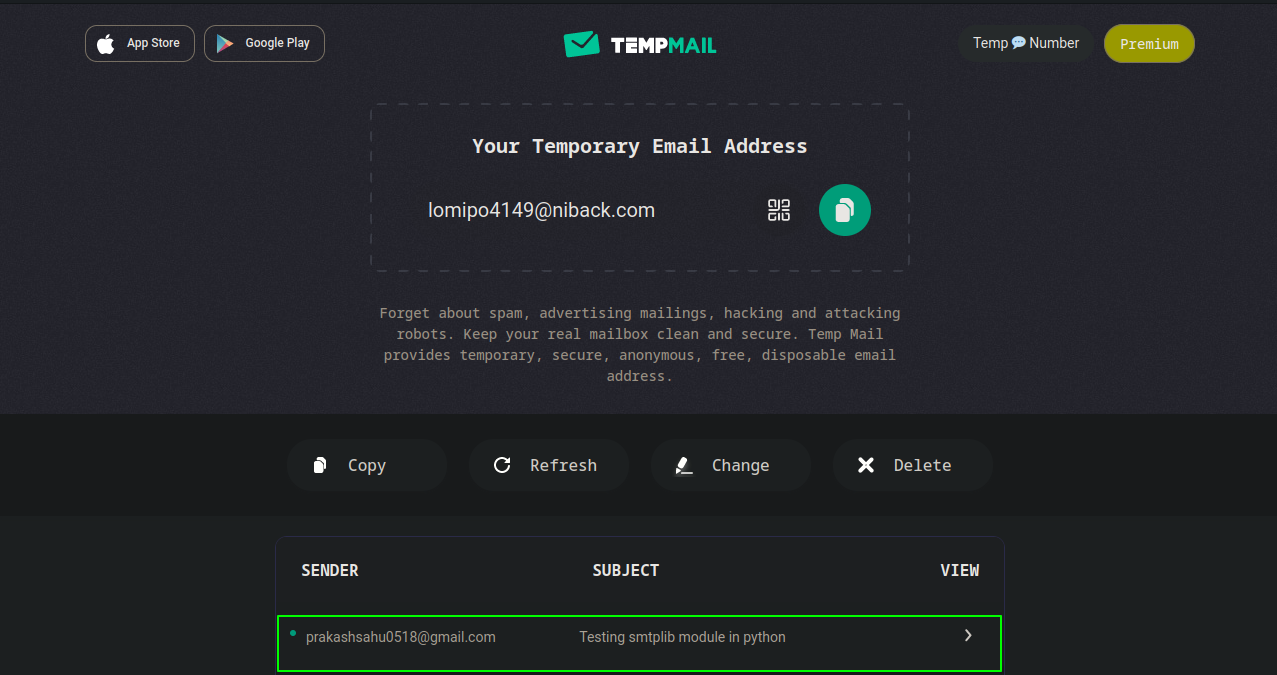 App Store
Google Play
TEMPMAIL
Temp Number
Premium
Your Temporary Email Address
lomipo4149@niback.com
Forget about spam, advertising mailings, hacking and attacking
robots. Keep your real mailbox clean and secure. Temp Mail
provides temporary, secure, anonymous, free, disposable email
address.
Copy
Refresh
Change
Delete
SENDER
SUBJECT
VIEW
prakashsahu0518@gmail.com
Testing smtplib module in python